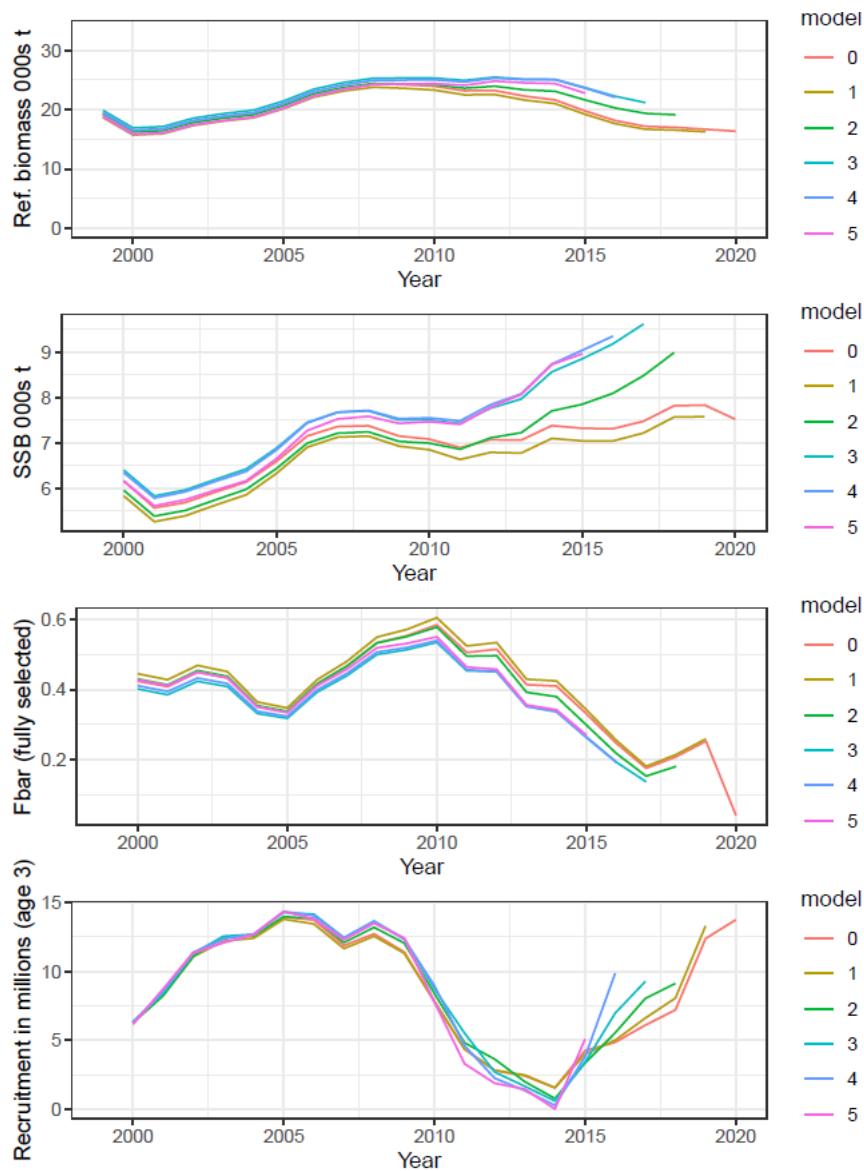 Ref. biomass 000s t
30
20
10
0
2000 2005 2010 2015 2020
Year
model
0
1
2
3
4
5
SSB 000s t
9
8
7
6
2000 2005 2010 2015 2020
Year
model
0
1
2
3
4
5
Fbar (fully selected)
0.6
0.4
0.2
2000 2005 2010 2015 2020
Year
model
0
1
2
3
4
5
Recruitment in millions (age 3)
15
10
5
0
2000 2005 2010 2015 2020
Year
model
0
1
2
3
4
5